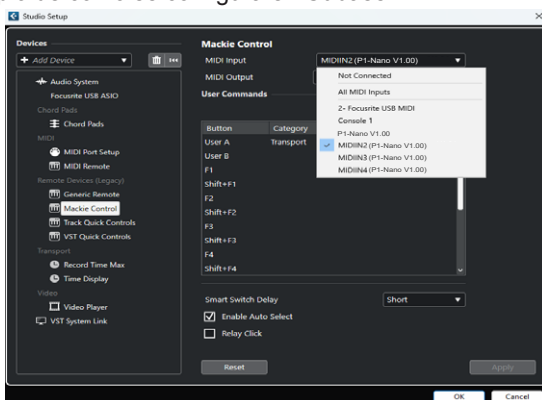 Studio Setup
Devices
+ Add Device
Audio System
Focusrite USB ASIO
Chord Pads
Chord Pads
MIDI
MIDI Port Setup
MIDI Remote
Remote Devices (Legacy)
Generic Remote
Mackie Control
Track Quick Controls
VST Quick Controls
Transport
Record Time Max
Time Display
Video
Video Player
VST System Link
Mackie Control
MIDI Input MIDIIN2 (P1-Nano V1.00)
MIDI Output
Not Connected
All MIDI Inputs
2- Focusrite USB MIDI
Console 1
P1-Nano V1.00
MIDIIN2 (P1-Nano V1.00)
MIDIIN3 (P1-Nano V1.00)
MIDIIN4 (P1-Nano V1.00)
User Commands
Button Category
User A Transport
User B
F1
Shift+F1
F2
Shift+F2
F3
Shift+F3
F4
Shift+F4
Smart Switch Delay Short
Enable Auto Select
Relay Click
Reset Apply
OK Cancel